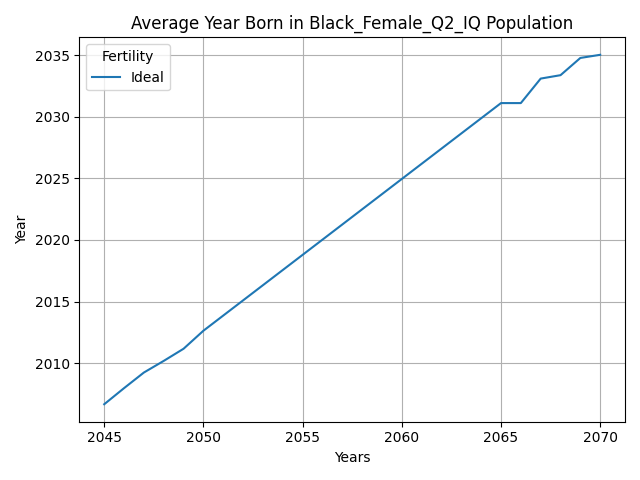 Average Year Born in Black_Female_Q2_IQ Population
Fertility
Ideal
2035
2030
2025
2020
2015
2010
Year
2045 2050 2055 2060 2065 2070
Years